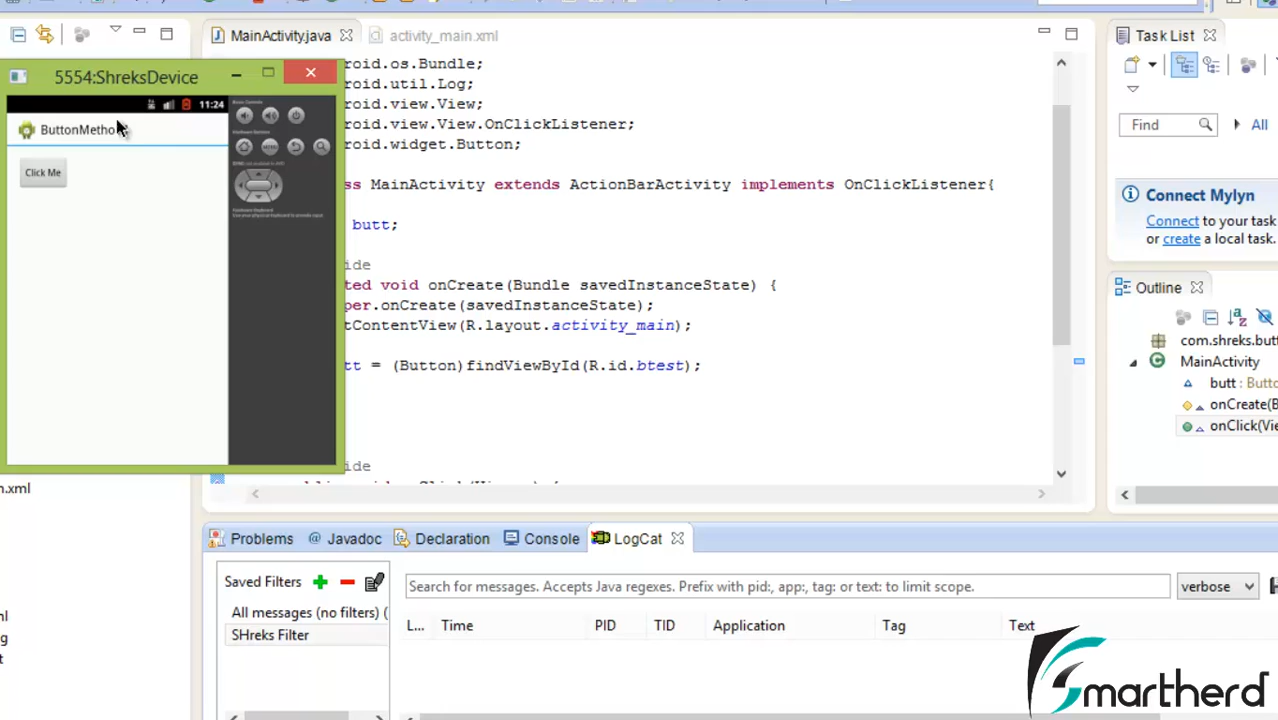 MainActivity.java
activity_main.xml
Task List
5554:ShreksDevice
11:24
ButtonMetho
Click Me
roid.os.Bundle;
roid.util.Log;
roid.view.View;
roid.view.View.OnClickListener;
roid.widget.Button;
ss MainActivity extends ActionBarActivity implements OnClickListener{
butt;
ide
ted void onCreate(Bundle savedInstanceState) {
per.onCreate(savedInstanceState);
tContentView(R.layout.activity_main);
tt = (Button)findViewById(R.id.btest);
ide
Find
All
Connect Mylyn
Connect to your task
or create a local task.
Outline
com.shreks.butt
MainActivity
butt : Butto
onCreate(B
onClick(Vie
n.xml
Problems
@ Javadoc
Declaration
Console
LogCat
Saved Filters
Search for messages. Accepts Java regexes. Prefix with pid:, app:, tag: or text: to limit scope.
verbose
All messages (no filters) (
SHreks Filter
L... Time PID TID Application Tag Text
Smartherd